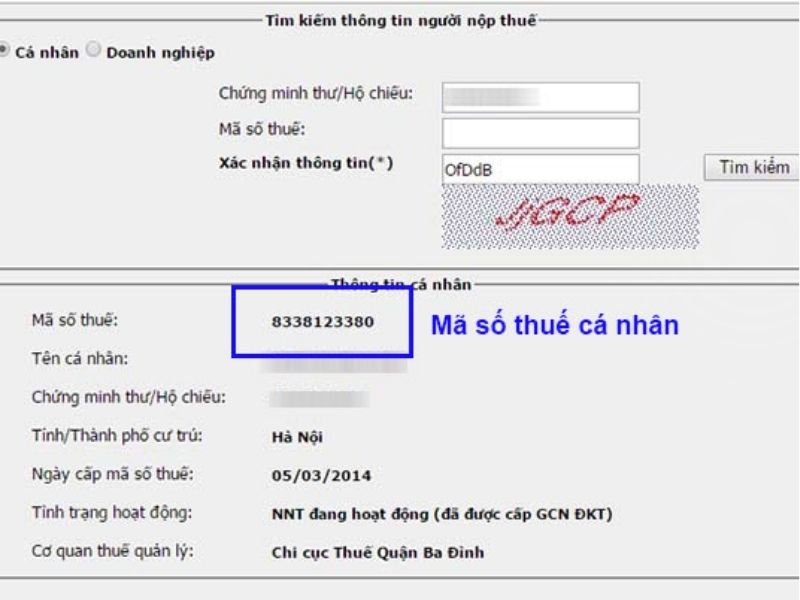 Tìm kiếm thông tin người nộp thuế
Cá nhân Doanh nghiệp
Chứng minh thư/Hộ chiếu:
Mã số thuế:
Xác nhận thông tin(*) OfDdB Tìm kiếm
JJGCP
Thông tin cá nhân
Mã số thuế: 8338123380 Mã số thuế cá nhân
Tên cá nhân:
Chứng minh thư/Hộ chiếu:
Tỉnh/Thành phố cư trú: Hà Nội
Ngày cấp mã số thuế: 05/03/2014
Tình trạng hoạt động: NNT đang hoạt động (đã được cấp GCN ĐKT)
Cơ quan thuế quản lý: Chi cục Thuế Quận Ba Đình